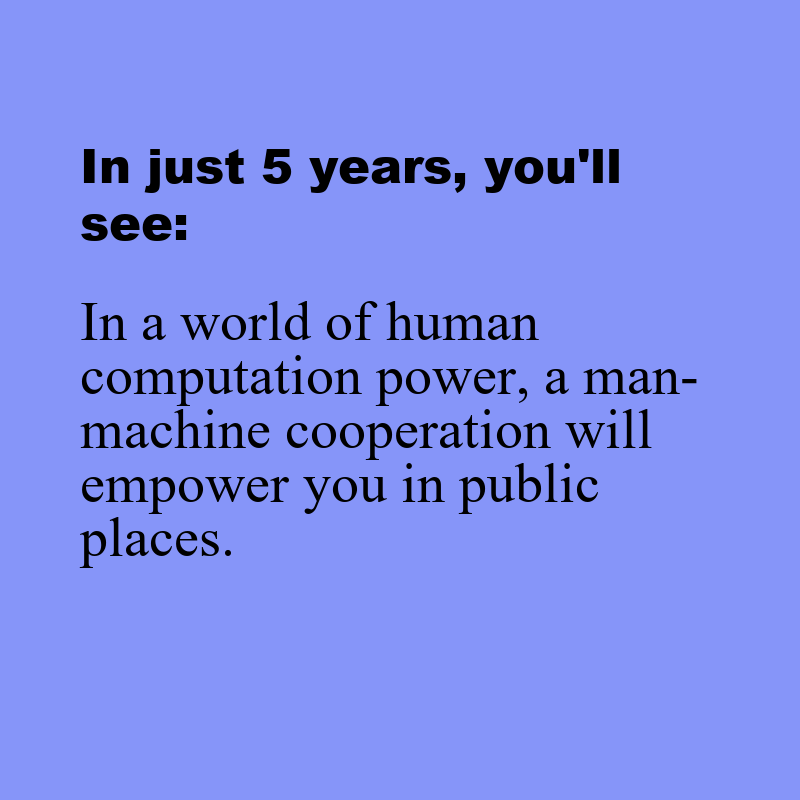 In just 5 years, you'll
see:
In a world of human
computation power, a man-
machine cooperation will
empower you in public
places.